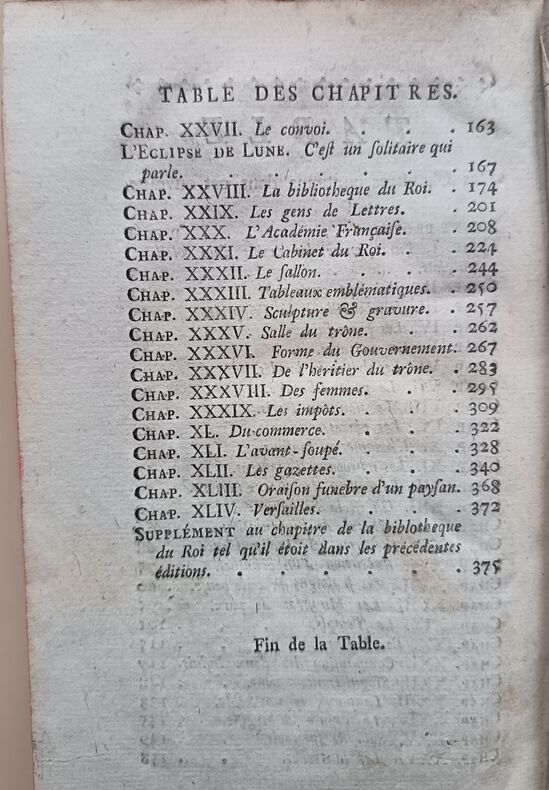 TABLE DES CHAPITRES.
CHAP. XXVII. Le convoi. . . . 163
L'ECLIPSE DE LUNE. C'eſt un ſolitaire qui
parle. . . . . . . 167
CHAP. XXVIII. La bibliotheque du Roi. . 174
CHAP. XXIX. Les gens de Lettres. . 201
CHAP. XXX. L'Académie Françaiſe. . 208
CHAP. XXXI. Le Cabinet du Roi. . . 224
CHAP. XXXII. Le ſallon. . . . 244
CHAP. XXXIII. Tableaux emblématiques. . 250
CHAP. XXXIV. Sculpture & gravure. . 257
CHAP. XXXV. Salle du trône. . . 262
CHAP. XXXVI. Forme du Gouvernement. 267
CHAP. XXXVII. De l'héritier du trône. . 283
CHAP. XXXVIII. Des femmes. . . 295
CHAP. XXXIX. Les impôts. . . . 309
CHAP. XL. Du commerce. . . . 322
CHAP. XLI. L'avant-ſoupé. . . . 328
CHAP. XLII. Les gazettes. . . . 340
CHAP. XLIII. Oraiſon funebre d'un payſan. 368
CHAP. XLIV. Verſailles. . . . 372
SUPPLÉMENT au chapitre de la biblotheque
du Roi tel qu'il étoit dans les précédentes
éditions. . . . . . . 375
Fin de la Table.